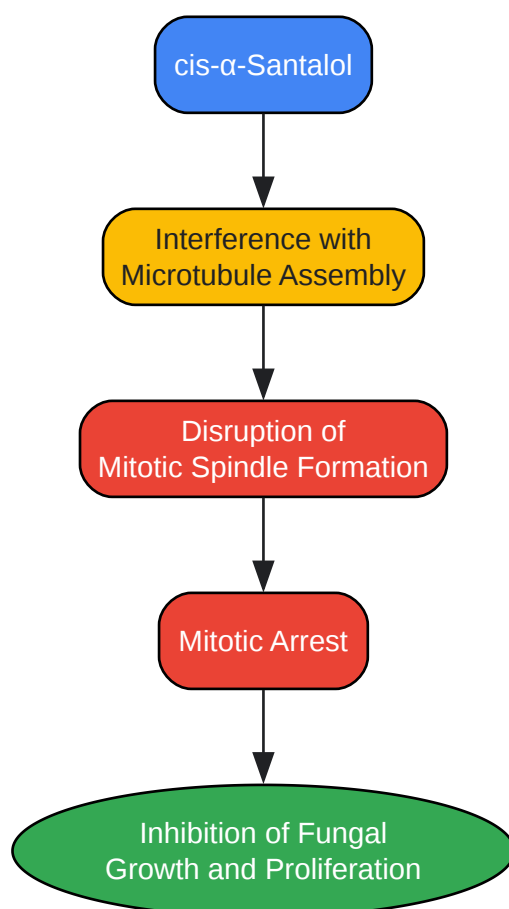 cis-α-Santalol
Interference with
Microtubule Assembly
Disruption of
Mitotic Spindle Formation
Mitotic Arrest
Inhibition of Fungal
Growth and Proliferation